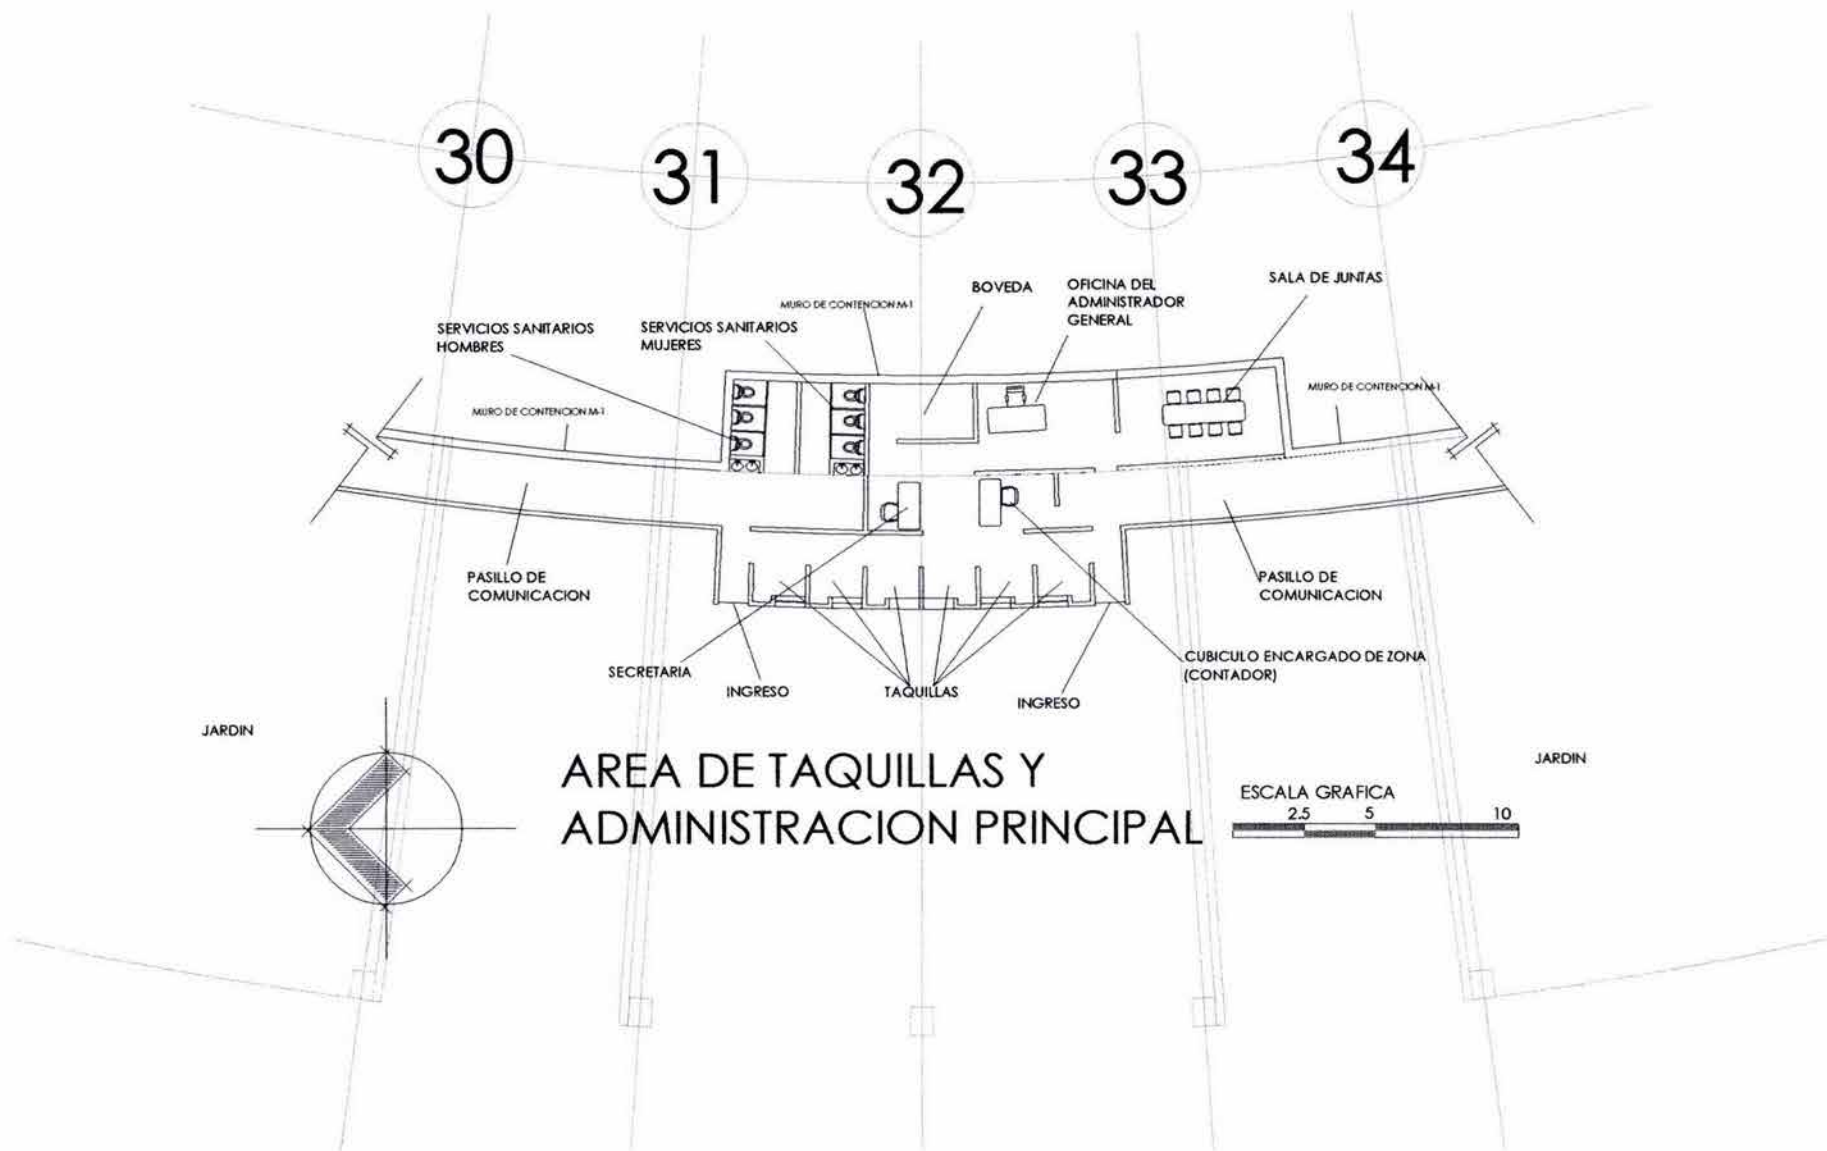 30
31
32
33
34
SALA DE JUNTAS
BOVEDA
OFICINA DEL
ADMINISTRADOR
GENERAL
MURO DE CONTENCION M-1
SERVICIOS SANITARIOS
HOMBRES
SERVICIOS SANITARIOS
MUJERES
MURO DE CONTENCION M-1
MURO DE CONTENCION M-1
PASILLO DE
COMUNICACION
PASILLO DE
COMUNICACION
SECRETARIA
INGRESO
TAQUILLAS
INGRESO
CUBICULO ENCARGADO DE ZONA
(CONTADOR)
JARDIN
JARDIN
AREA DE TAQUILLAS Y
ADMINISTRACION PRINCIPAL
ESCALA GRAFICA
2.5 5 10